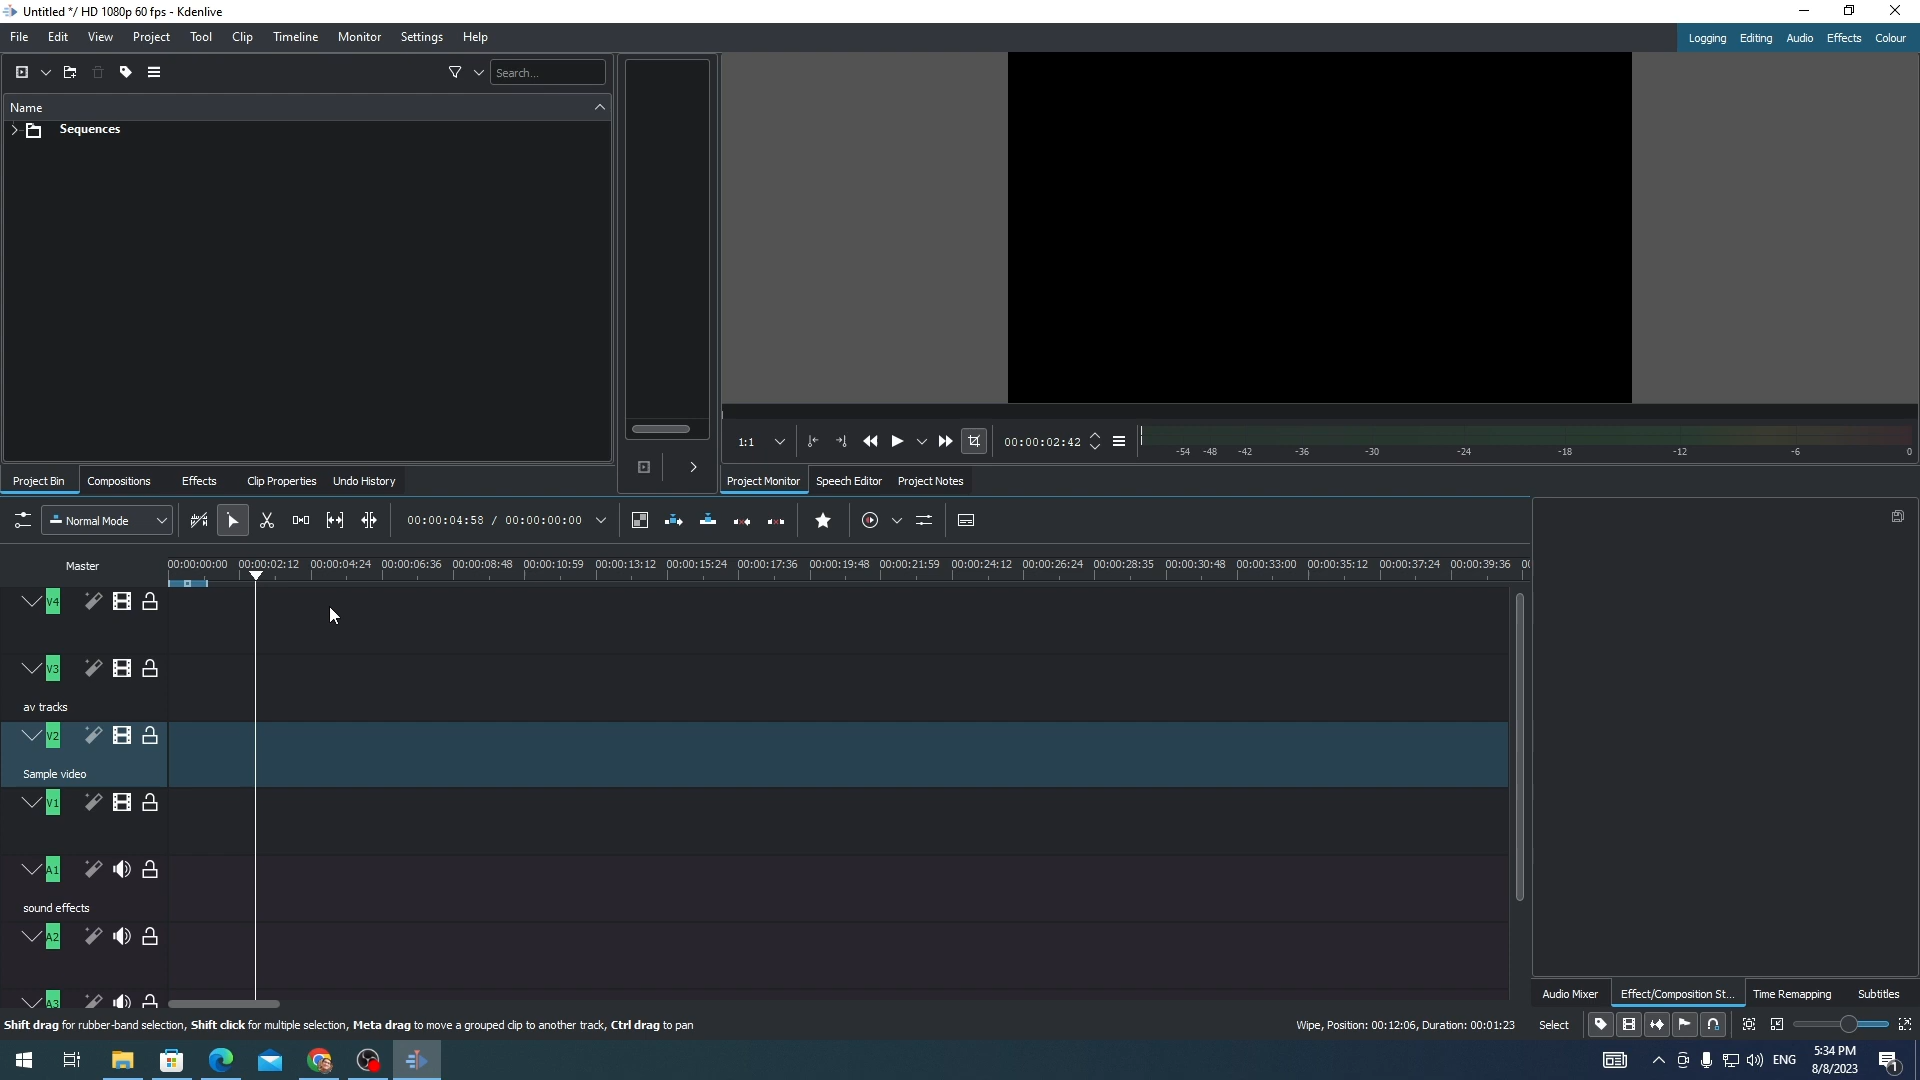 Untitled */ HD 1080p 60 fps - Kdenlive
File Edit View Project Tool Clip Timeline Monitor Settings Help
Logging Editing Audio Effects Colour
Search...
Name
Sequences
1:1
00:00:02:42
-54 -48 -42 -36 -30 -24 -18 -12 -6 0
Project Bin Compositions Effects Clip Properties Undo History
Project Monitor Speech Editor Project Notes
Normal Mode
00:00:04:58 / 00:00:00:00
Master
00:00:00:00 00:00:02:12 00:00:04:24 00:00:06:36 00:00:08:48 00:00:10:59 00:00:13:12 00:00:15:24 00:00:17:36 00:00:19:48 00:00:21:59 00:00:24:12 00:00:26:24 00:00:28:35 00:00:30:48 00:00:33:00 00:00:35:12 00:00:37:24 00:00:39:36
V4
V3
av tracks
V2
Sample video
V1
A1
sound effects
A2
A3
Audio Mixer Effect/Composition St... Time Remapping Subtitles
Shift drag for rubber-band selection, Shift click for multiple selection, Meta drag to move a grouped clip to another track, Ctrl drag to pan
Wipe, Position: 00:12:06, Duration: 00:01:23 Select
ENG
5:34 PM
8/8/2023
1